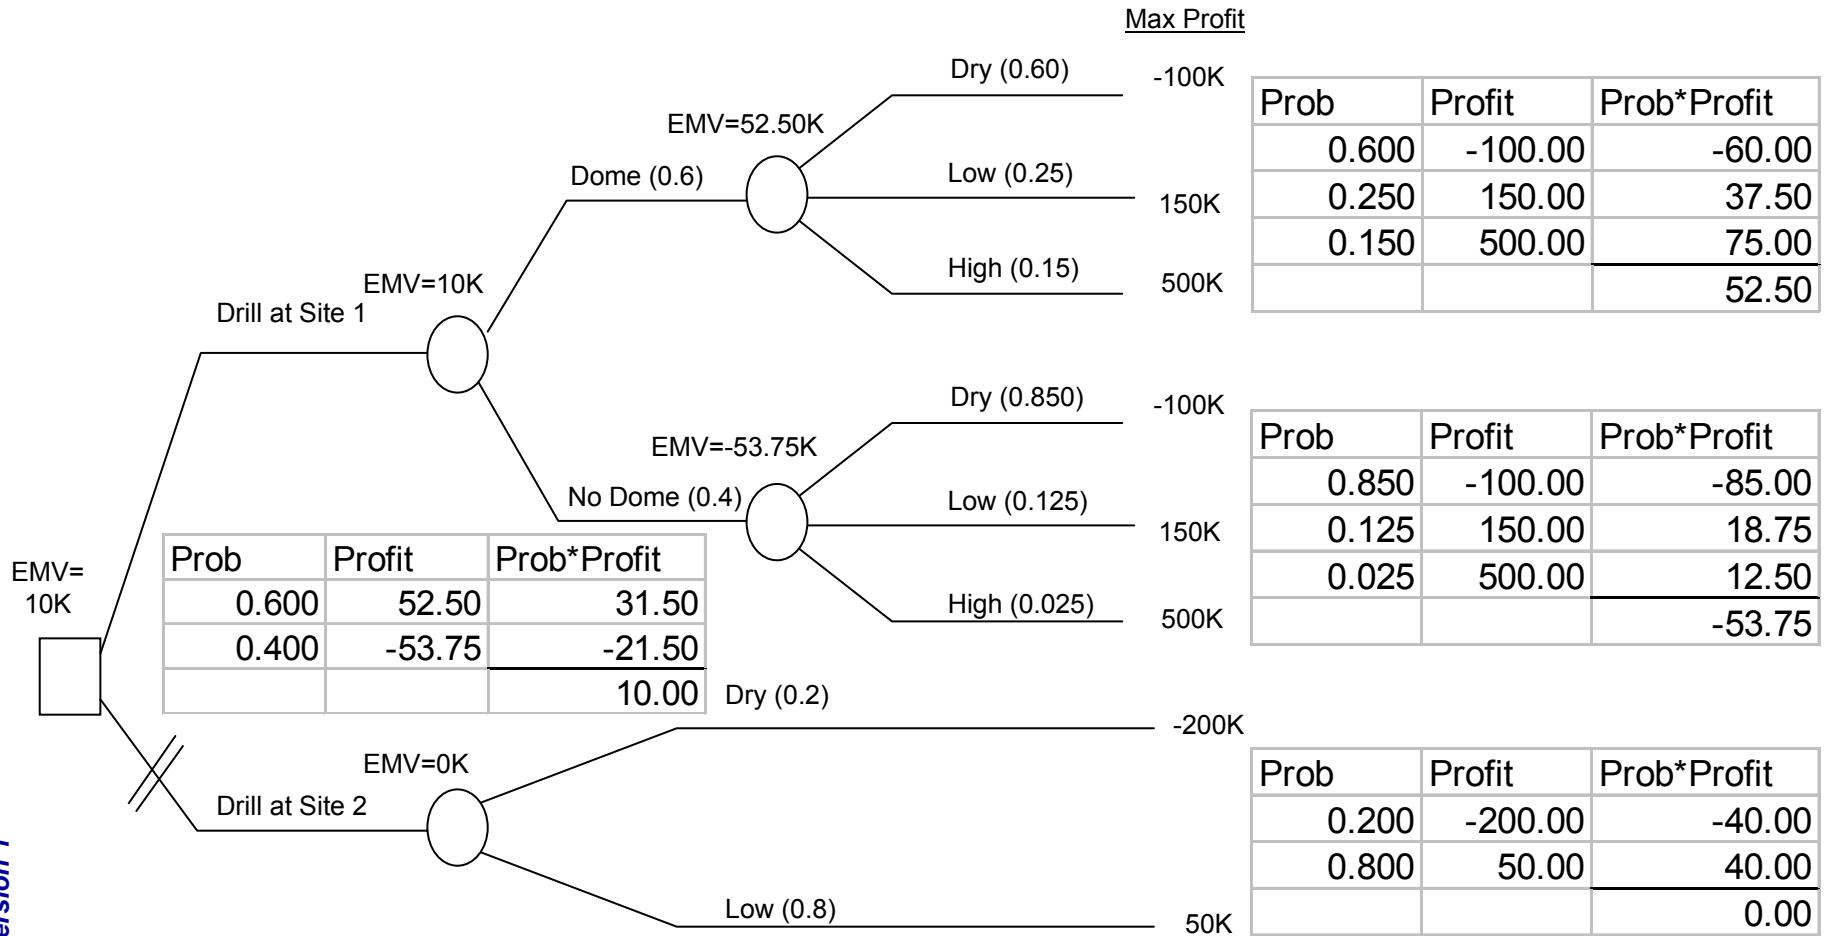 Max Profit
Dry (0.60)
-100K
EMV=52.50K
Dome (0.6)
Low (0.25)
150K
High (0.15)
500K
Prob Profit Prob*Profit
0.600 -100.00 -60.00
0.250 150.00 37.50
0.150 500.00 75.00
52.50
EMV=10K
Drill at Site 1
Dry (0.850)
-100K
EMV=-53.75K
No Dome (0.4)
Low (0.125)
150K
High (0.025)
500K
Prob Profit Prob*Profit
0.850 -100.00 -85.00
0.125 150.00 18.75
0.025 500.00 12.50
-53.75
EMV=
10K
Prob Profit Prob*Profit
0.600 52.50 31.50
0.400 -53.75 -21.50
10.00
Dry (0.2)
-200K
EMV=0K
Drill at Site 2
Low (0.8)
50K
Prob Profit Prob*Profit
0.200 -200.00 -40.00
0.800 50.00 40.00
0.00